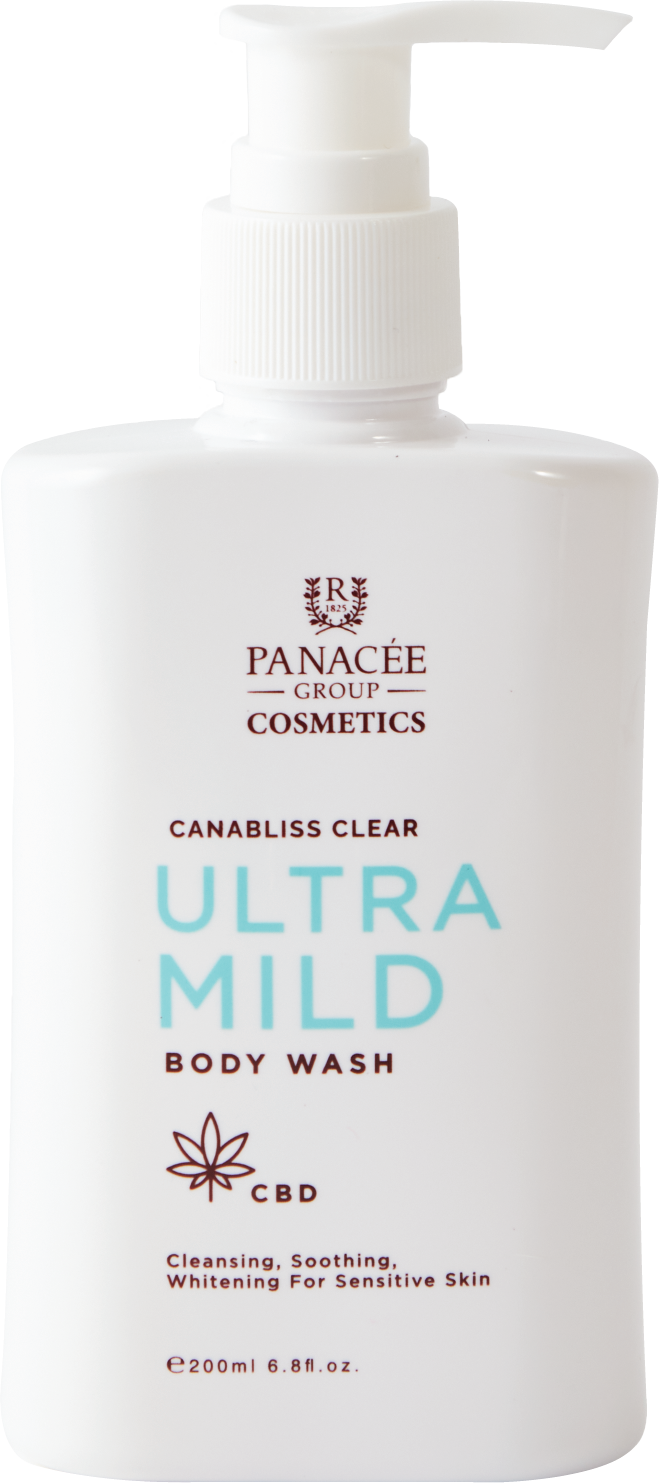 R
1825
PANACÉE
GROUP
COSMETICS
CANABLISS CLEAR
ULTRA
MILD
BODY WASH
CBD
Cleansing, Soothing,
Whitening For Sensitive Skin
℮200ml 6.8fl.oz.